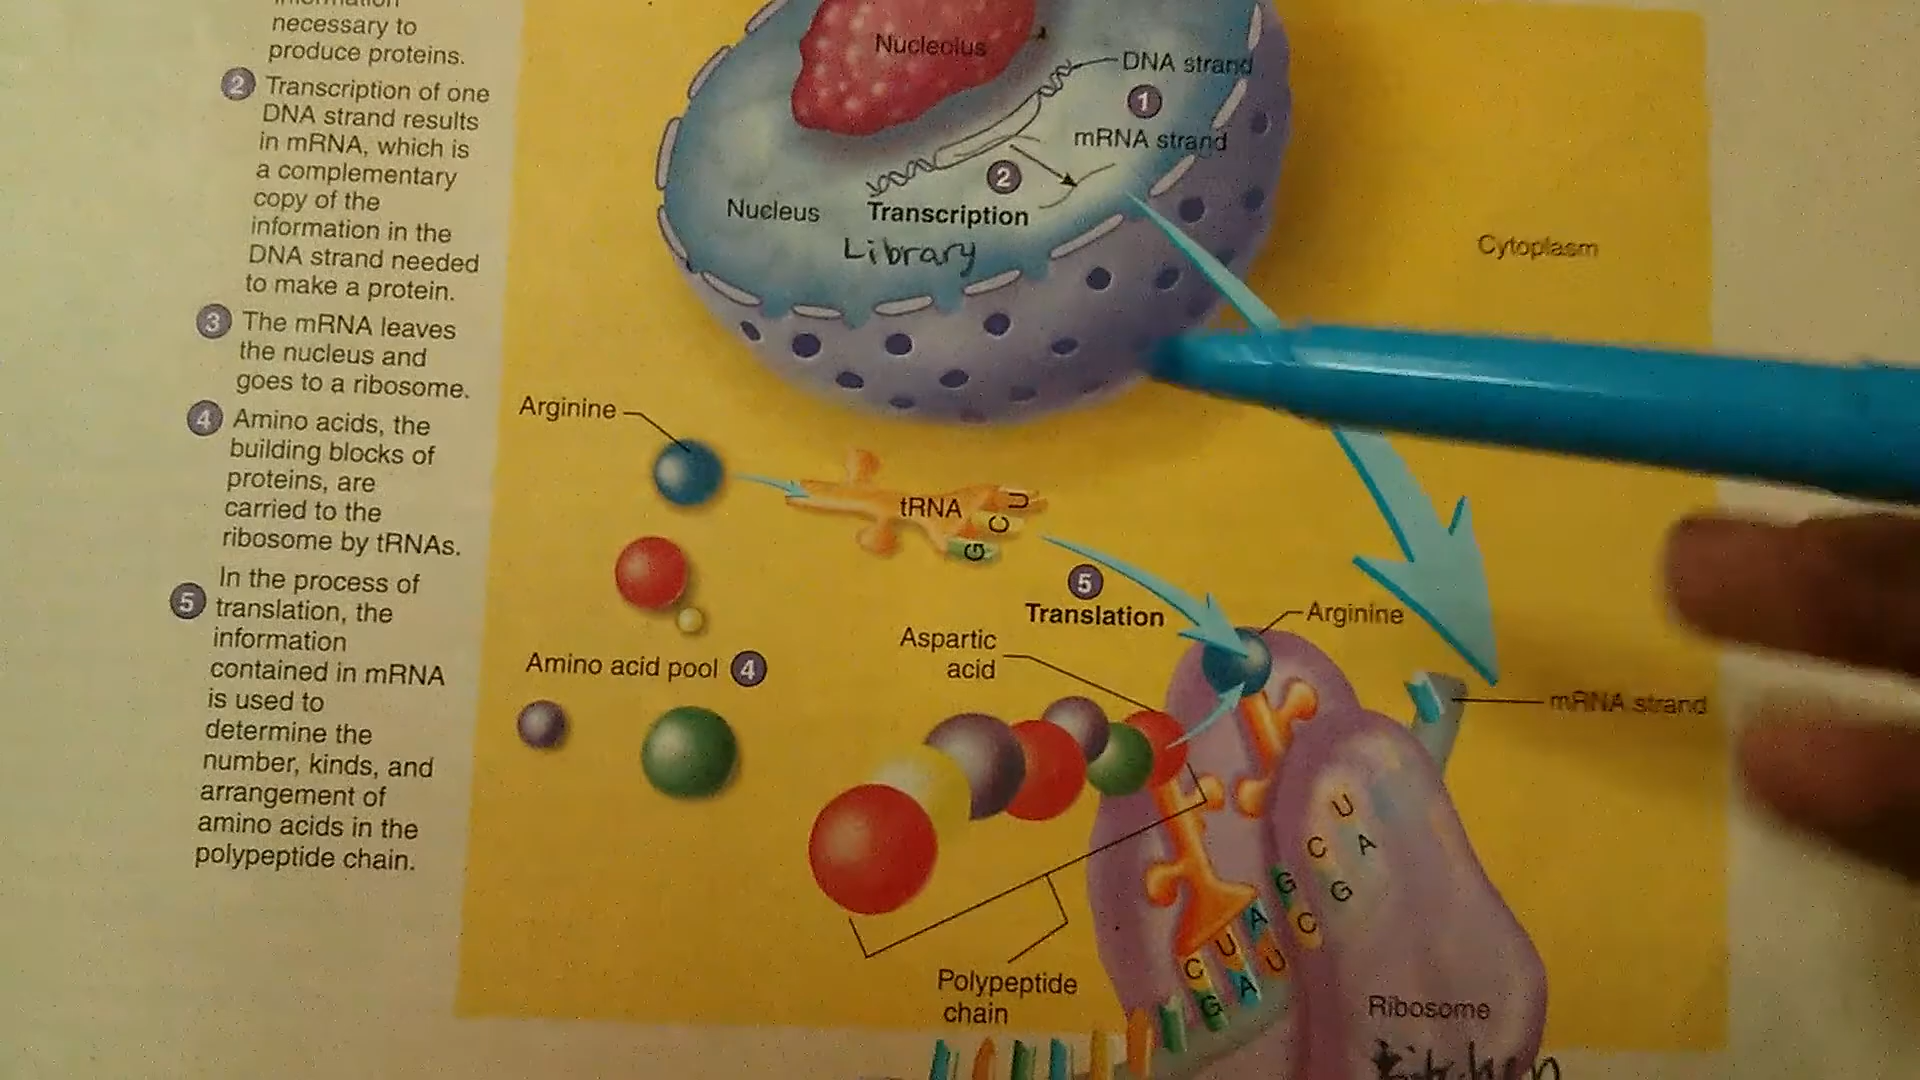 information
necessary to
produce proteins.
2 Transcription of one
DNA strand results
in mRNA, which is
a complementary
copy of the
information in the
DNA strand needed
to make a protein.
3 The mRNA leaves
the nucleus and
goes to a ribosome.
4 Amino acids, the
building blocks of
proteins, are
carried to the
ribosome by tRNAs.
5 In the process of
translation, the
information
contained in mRNA
is used to
determine the
number, kinds, and
arrangement of
amino acids in the
polypeptide chain.
Nucleolus
DNA strand
1
mRNA strand
2
Nucleus
Transcription
Library
Cytoplasm
Arginine
tRNA
G C U
5
Translation
Arginine
Aspartic
acid
Amino acid pool 4
mRNA strand
C U A G C U
G A U C G A
Polypeptide
chain
Ribosome
Kitchen